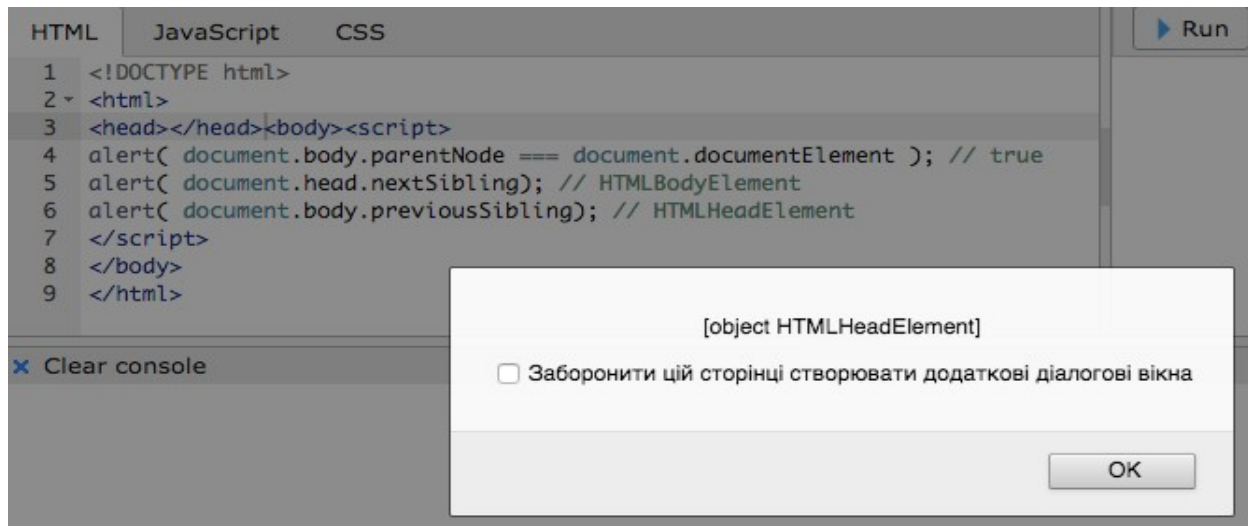 HTML JavaScript CSS Run
1 <!DOCTYPE html>
2 <html>
3 <head></head><body><script>
4 alert( document.body.parentNode === document.documentElement ); // true
5 alert( document.head.nextSibling); // HTMLBodyElement
6 alert( document.body.previousSibling); // HTMLHeadElement
7 </script>
8 </body>
9 </html>
[object HTMLHeadElement]
× Clear console
Заборонити цій сторінці створювати додаткові діалогові вікна
OK